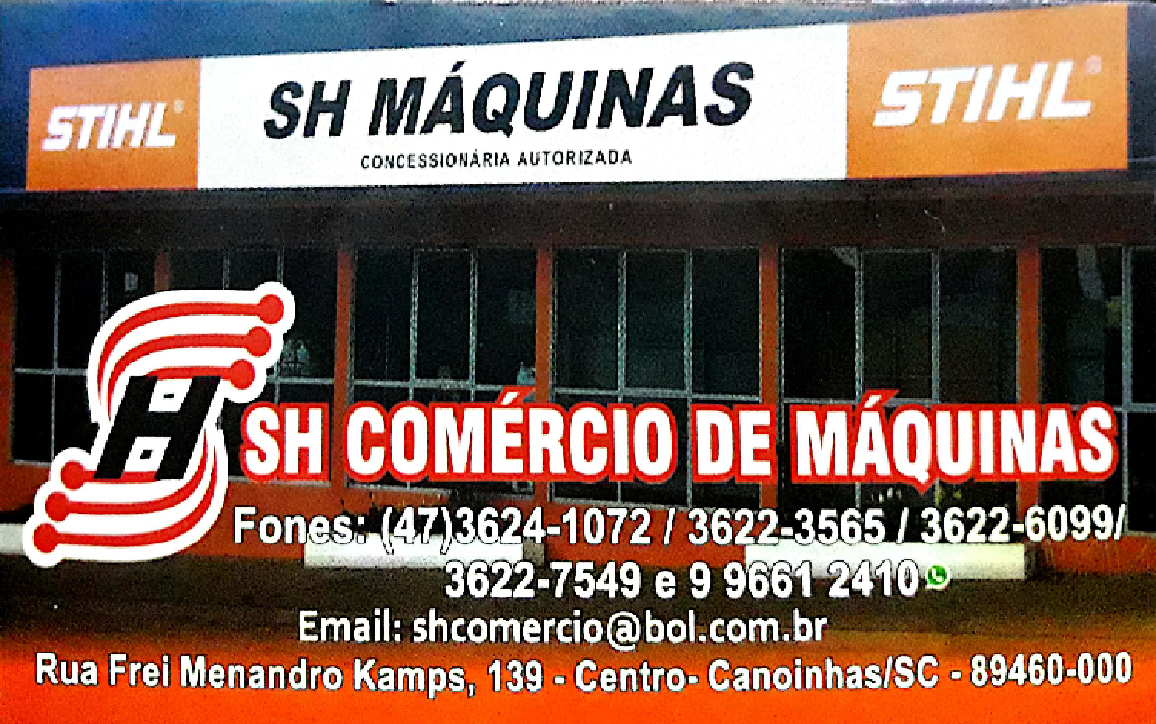 STIHL®
SH MÁQUINAS
CONCESSIONÁRIA AUTORIZADA
STIHL®
SH
SH COMÉRCIO DE MÁQUINAS
Fones: (47)3624-1072 / 3622-3565 / 3622-6099/
3622-7549 e 9 9661 2410
Email: shcomercio@bol.com.br
Rua Frei Menandro Kamps, 139 - Centro- Canoinhas/SC - 89460-000